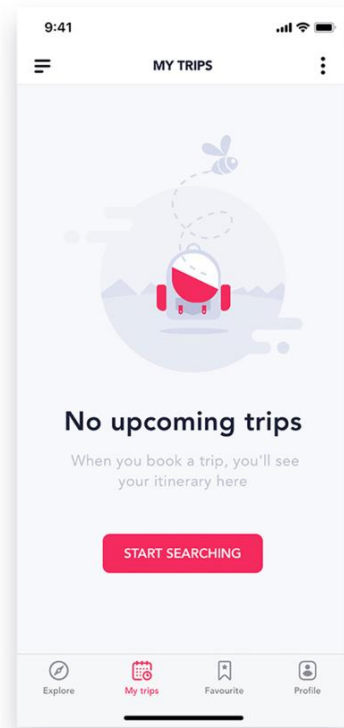 9:41
MY TRIPS
No upcoming trips
When you book a trip, you'll see
your itinerary here
START SEARCHING
Explore
My trips
Favourite
Profile